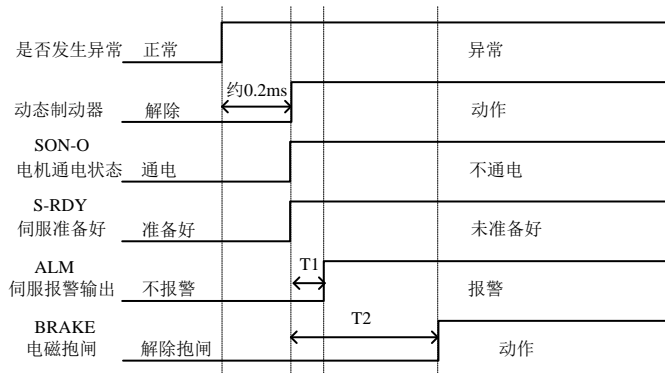 是否发生异常 正常 异常
约0.2ms
动态制动器 解除 动作
SON-O
电机通电状态 通电 不通电
S-RDY
伺服准备好 准备好 未准备好
ALM T1
伺服报警输出 不报警 报警
BRAKE T2
电磁抱闸 解除抱闸 动作